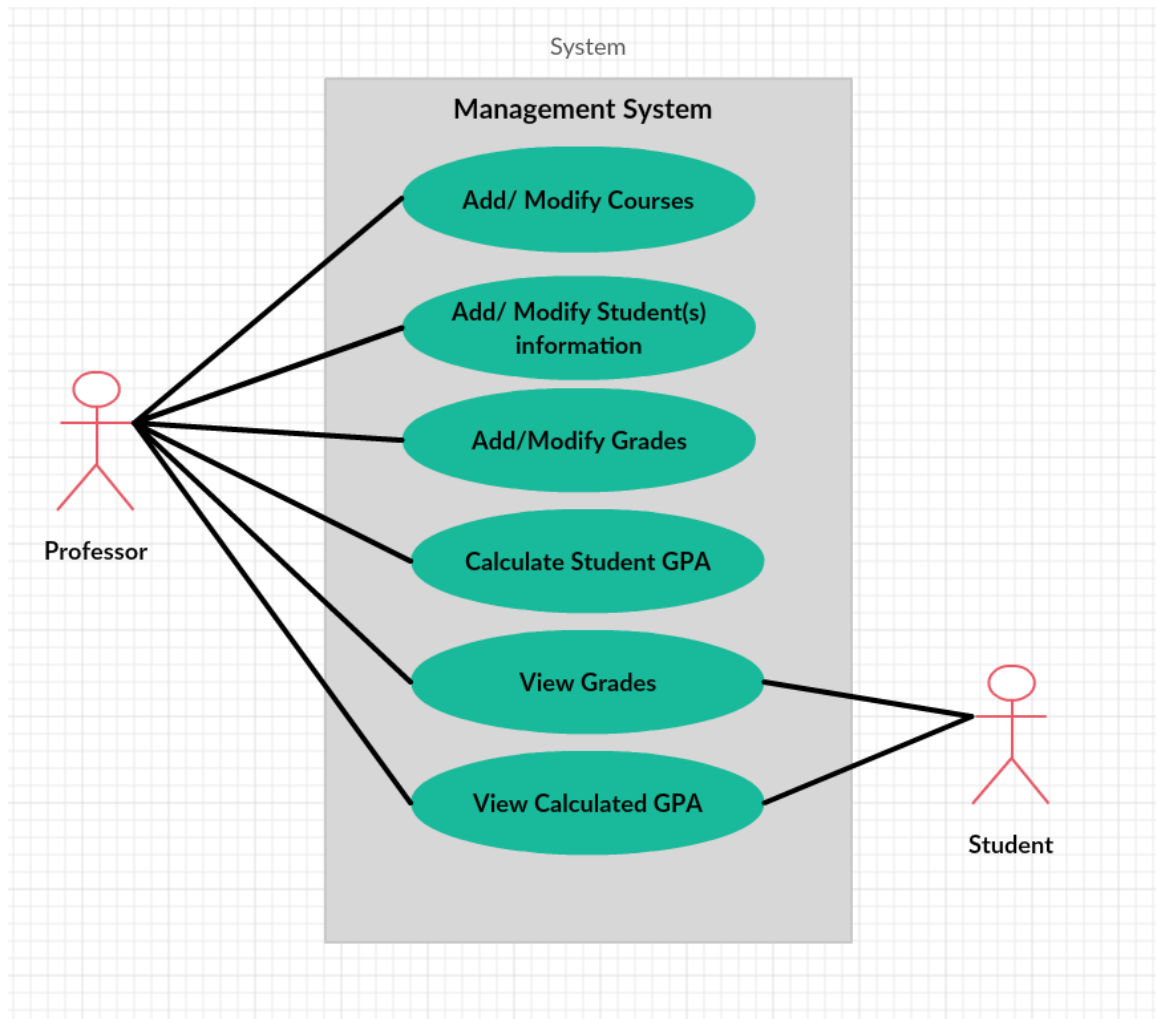 System
Management System
Add/ Modify Courses
Add/ Modify Student(s)
information
Add/Modify Grades
Professor
Calculate Student GPA
View Grades
View Calculated GPA
Student